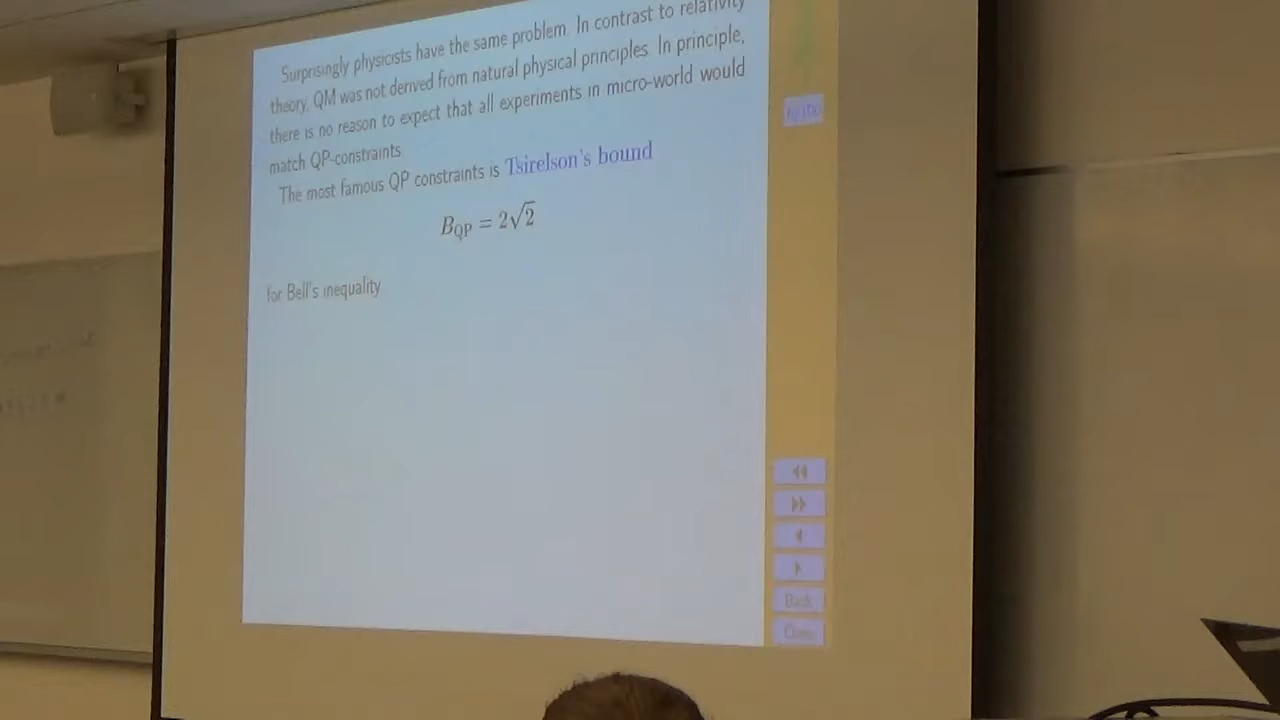 Surprisingly physicists have the same problem. In contrast to relativity
theory, QM was not derived from natural physical principles. In principle,
there is no reason to expect that all experiments in micro-world would
match QP-constraints
The most famous QP constraints is Tsirelson's bound
B_QP = 2√2
for Bell's inequality
Back
Close